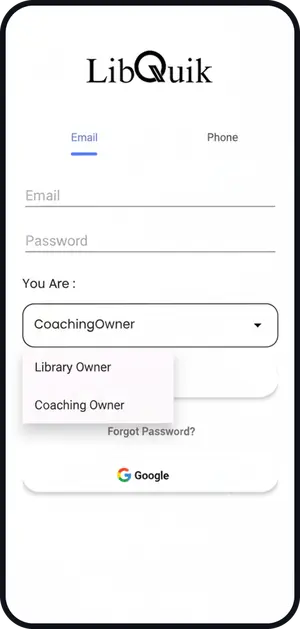 LibQuik
Email Phone
Email
Password
You Are :
CoachingOwner
Library Owner
Coaching Owner
Forgot Password?
Google